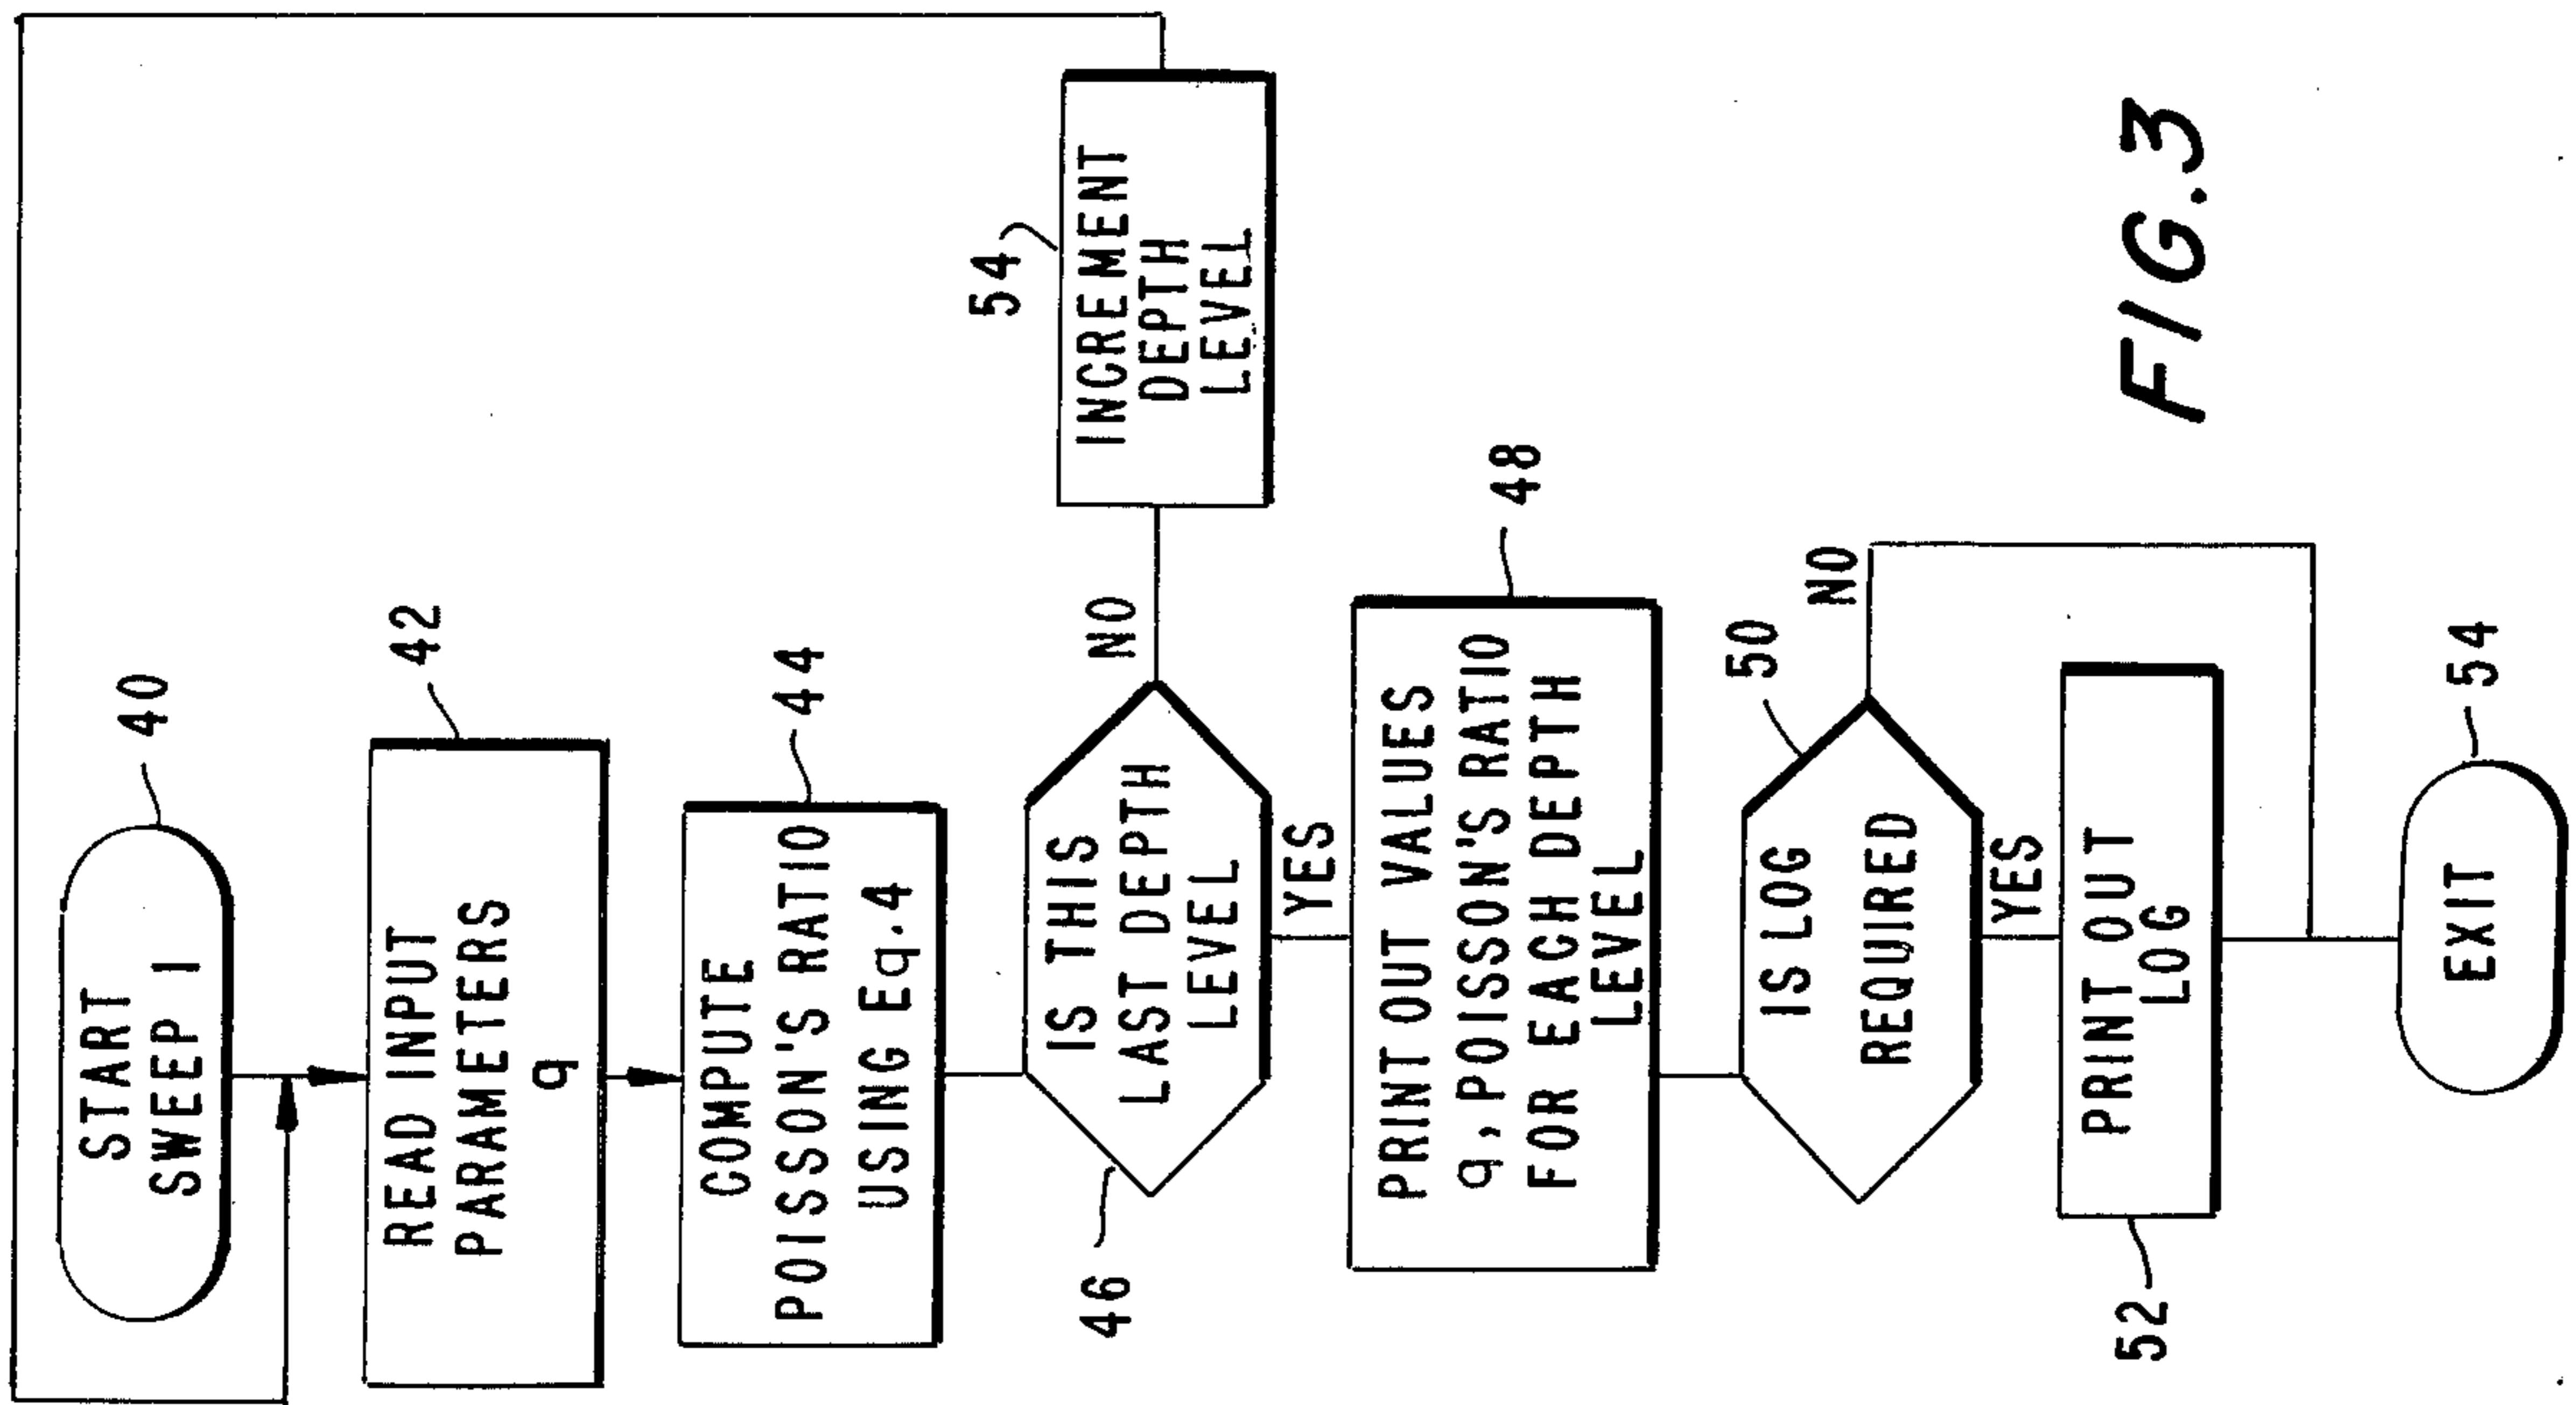 40
START
SWEEP 1
42
READ INPUT
PARAMETERS
q
44
COMPUTE
POISSON'S RATIO
USING Eq.4
46
IS THIS
LAST DEPTH
LEVEL
NO
54
INCREMENT
DEPTH
LEVEL
YES
48
PRINT OUT VALUES
q, POISSON'S RATIO
FOR EACH DEPTH
LEVEL
50
IS LOG
REQUIRED
NO
YES
52
PRINT OUT
LOG
54
EXIT
FIG.3